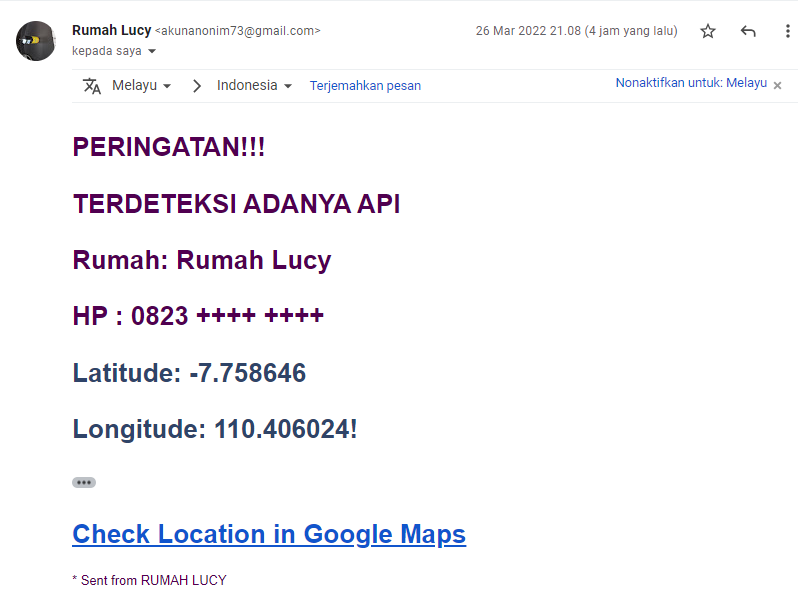 Rumah Lucy <akunanonim73@gmail.com>
26 Mar 2022 21.08 (4 jam yang lalu)
kepada saya
Melayu
Indonesia
Terjemahkan pesan
Nonaktifkan untuk: Melayu
PERINGATAN!!!
TERDETEKSI ADANYA API
Rumah: Rumah Lucy
HP : 0823 ++++ ++++
Latitude: -7.758646
Longitude: 110.406024!
Check Location in Google Maps
* Sent from RUMAH LUCY